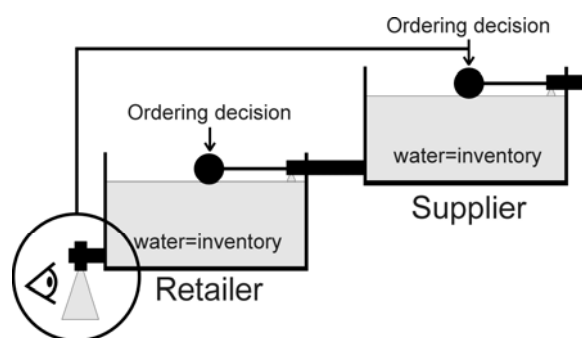 Ordering decision
Ordering decision
water=inventory
Supplier
water=inventory
Retailer